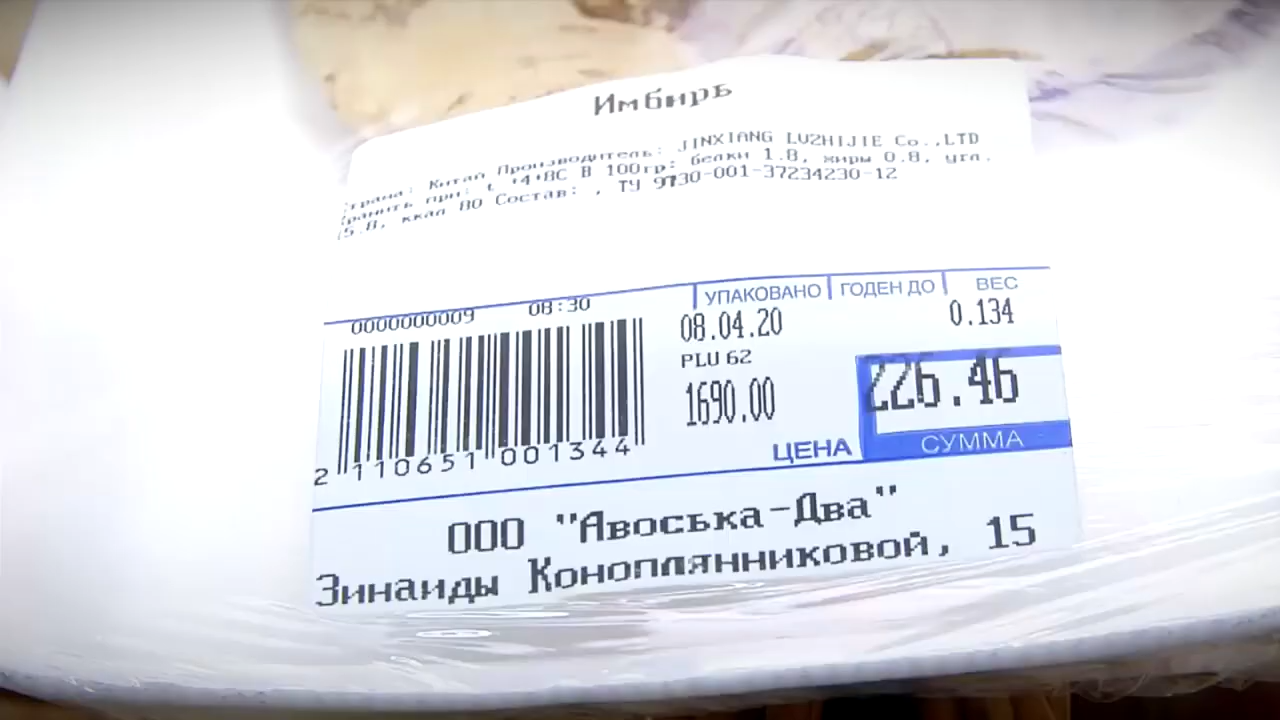 Имбирь
Страна: Китай Производитель: JINXIANG LUZHIJIE Co.,LTD
Хранить при: t +4+8С В 100гр: белки 1.8, жиры 0.8, угл.
15.8, ккал 80 Состав: , ТУ 9730-001-37234230-12
0000000009 08:30
УПАКОВАНО ГОДЕН ДО ВЕС
08.04.20 0.134
PLU 62
1690.00 226.46
ЦЕНА СУММА
2 110651 001344
ООО "Авоська-Два"
Зинаиды Коноплянниковой, 15